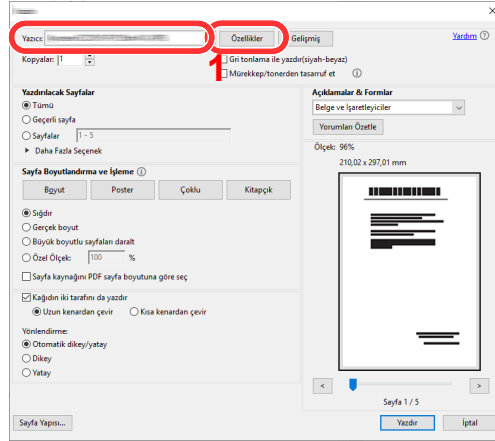 Yazıcı:
Özellikler
Gelişmiş
Yardım
Kopyalar: 1
Gri tonlama ile yazdır(siyah-beyaz)
1
Mürekkep/tonerden tasarruf et
Yazdırılacak Sayfalar
Tümü
Geçerli sayfa
Sayfalar 1 - 5
Daha Fazla Seçenek
Sayfa Boyutlandırma ve İşleme
Boyut Poster Çoklu Kitapçık
Sığdır
Gerçek boyut
Büyük boyutlu sayfaları daralt
Özel Ölçek: 100 %
Sayfa kaynağını PDF sayfa boyutuna göre seç
Kağıdın iki tarafını da yazdır
Uzun kenardan çevir Kısa kenardan çevir
Yönlendirme:
Otomatik dikey/yatay
Dikey
Yatay
Açıklamalar & Formlar
Belge ve İşaretleyiciler
Yorumları Özetle
Ölçek: 96%
210,02 x 297,01 mm
< >
Sayfa 1 / 5
Sayfa Yapısı... Yazdır İptal